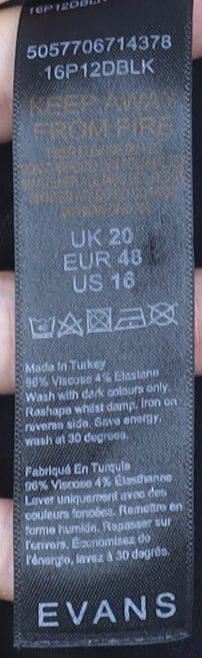 16P12DBLK
5057706714378
16P12DBLK
KEEP AWAY
FROM FIRE
UK 20
EUR 48
US 16
40
Made in Turkey
96% Viscose 4% Elastane
Wash with dark colours only.
Reshape whilst damp. Iron on
reverse side. Save energy,
wash at 30 degrees.
Fabriqué En Turquie
96% Viscose 4% Élasthanne
Laver uniquement avec des
couleurs foncées. Remettre en
forme humide. Repasser sur
l'envers. Économisez de
l'énergie, lavez à 30 degrés.
EVANS